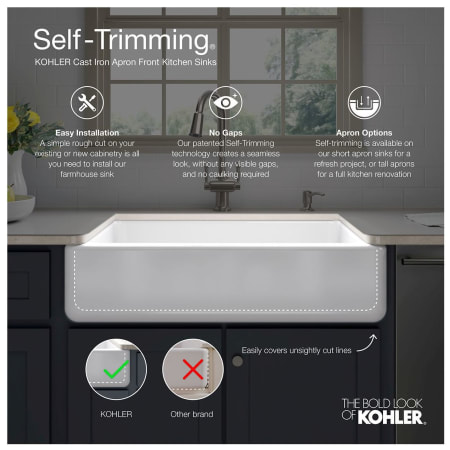 Self-Trimming®
KOHLER Cast Iron Apron Front Kitchen Sinks
Easy Installation
A simple rough cut on your
existing or new cabinetry is all
you need to install our
farmhouse sink
No Gaps
Our patented Self-Trimming
technology creates a seamless
look, without any visible gaps,
and no caulking required
Apron Options
Self-trimming is available on
our short apron sinks for a
refresh project, or tall aprons
for a full kitchen renovation
Easily covers unsightly cut lines
KOHLER
Other brand
THE BOLD LOOK
OF KOHLER®